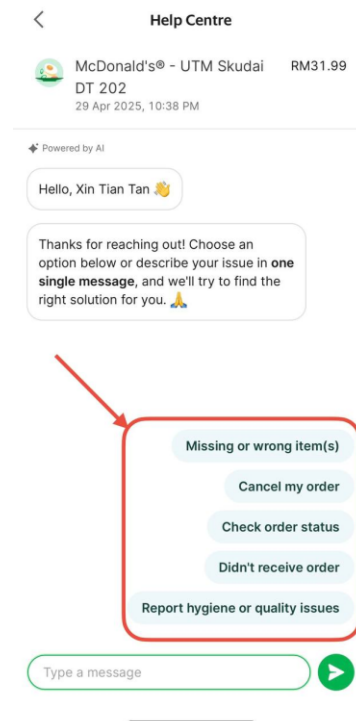 Help Centre
McDonald's® - UTM Skudai RM31.99
DT 202
29 Apr 2025, 10:38 PM
Powered by AI
Hello, Xin Tian Tan 👋
Thanks for reaching out! Choose an
option below or describe your issue in one
single message, and we'll try to find the
right solution for you. 🙏
Missing or wrong item(s)
Cancel my order
Check order status
Didn't receive order
Report hygiene or quality issues
Type a message